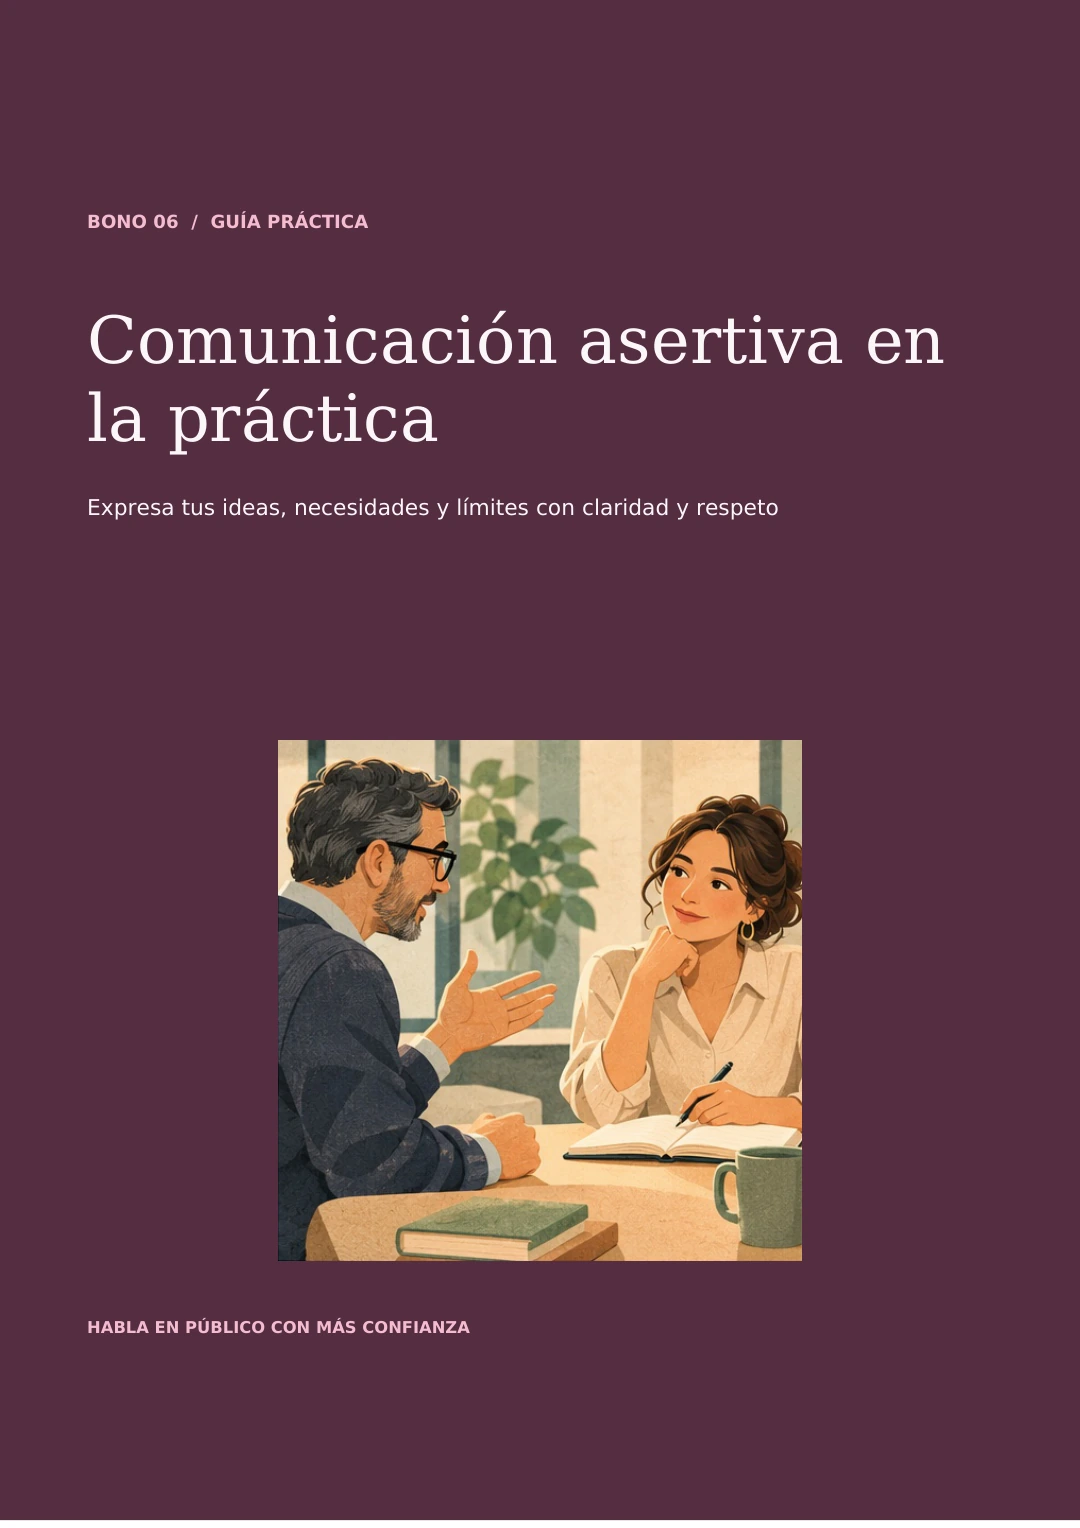 BONO 06 / GUÍA PRÁCTICA
Comunicación asertiva en
la práctica
Expresa tus ideas, necesidades y límites con claridad y respeto
HABLA EN PÚBLICO CON MÁS CONFIANZA